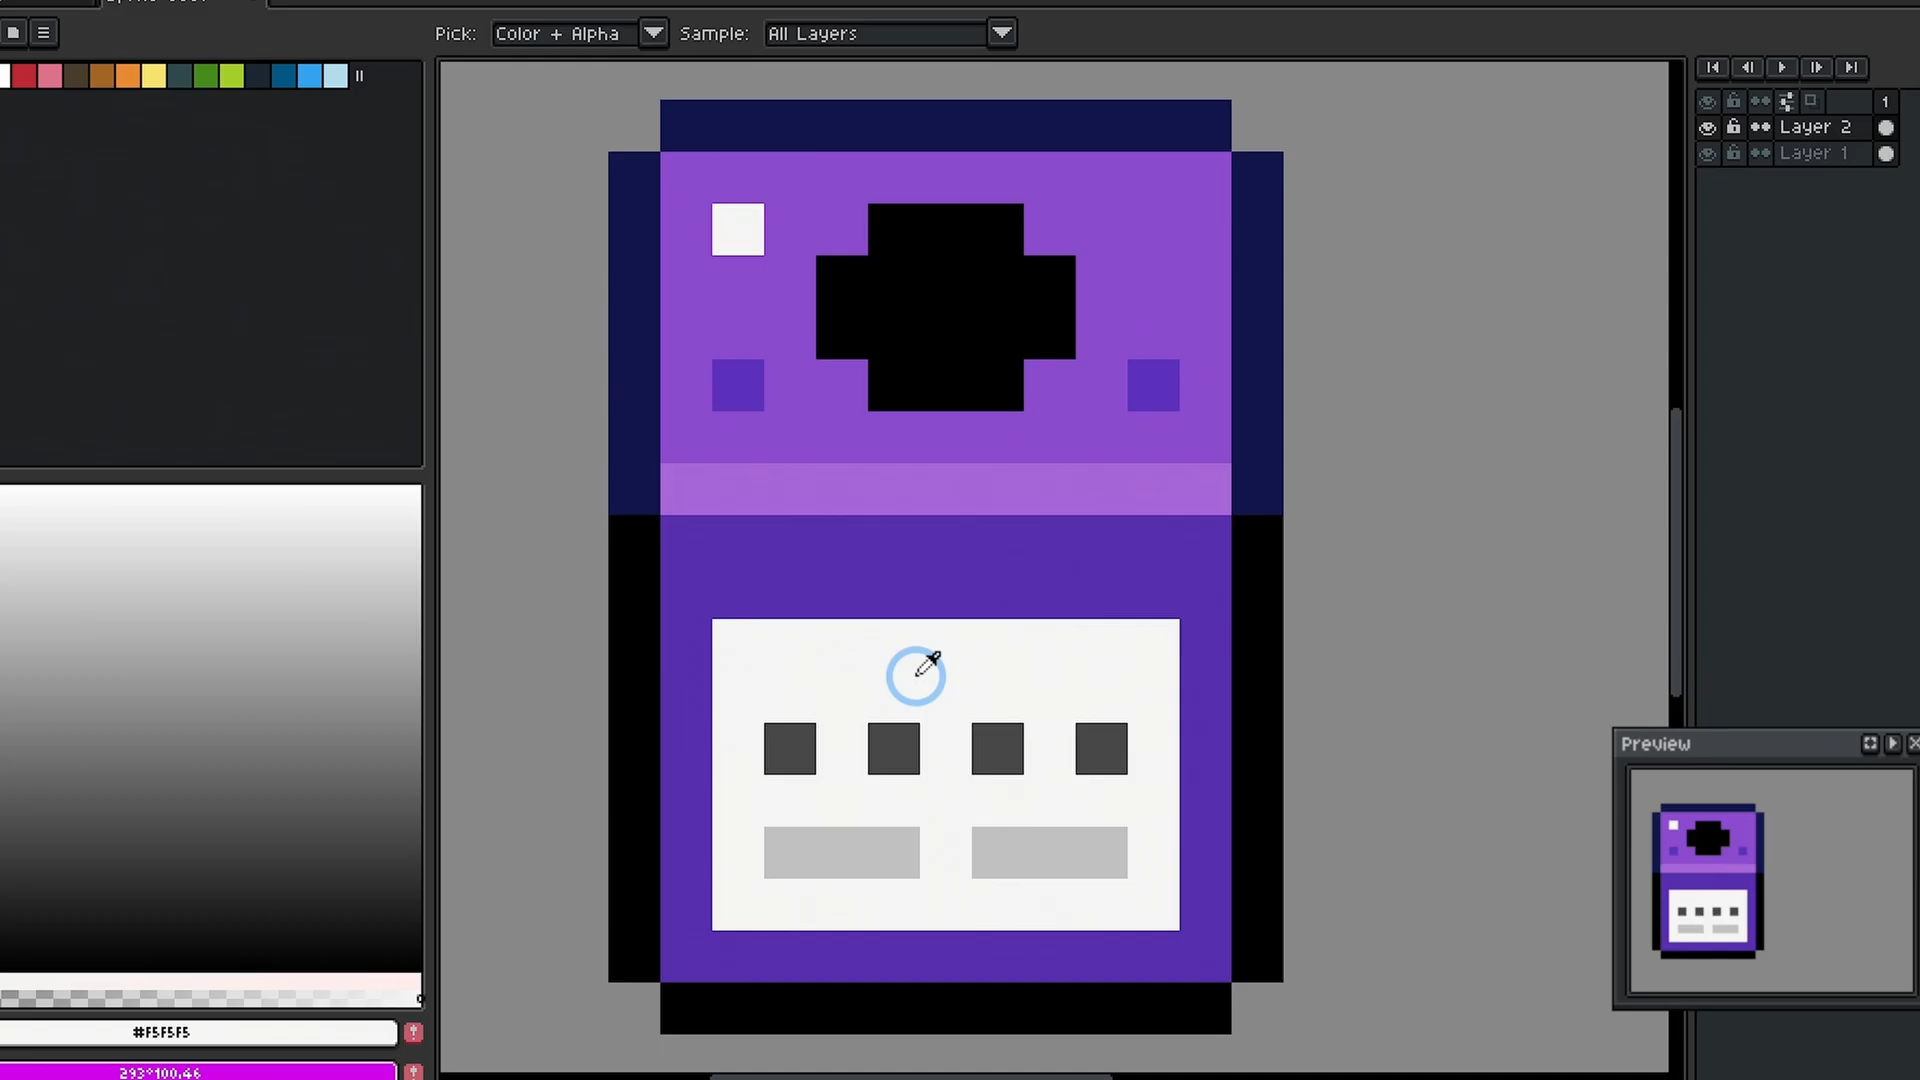 Pick: Color + Alpha Sample: All Layers
1
Layer 2
Layer 1
Preview
#F5F5F5
293°100,46